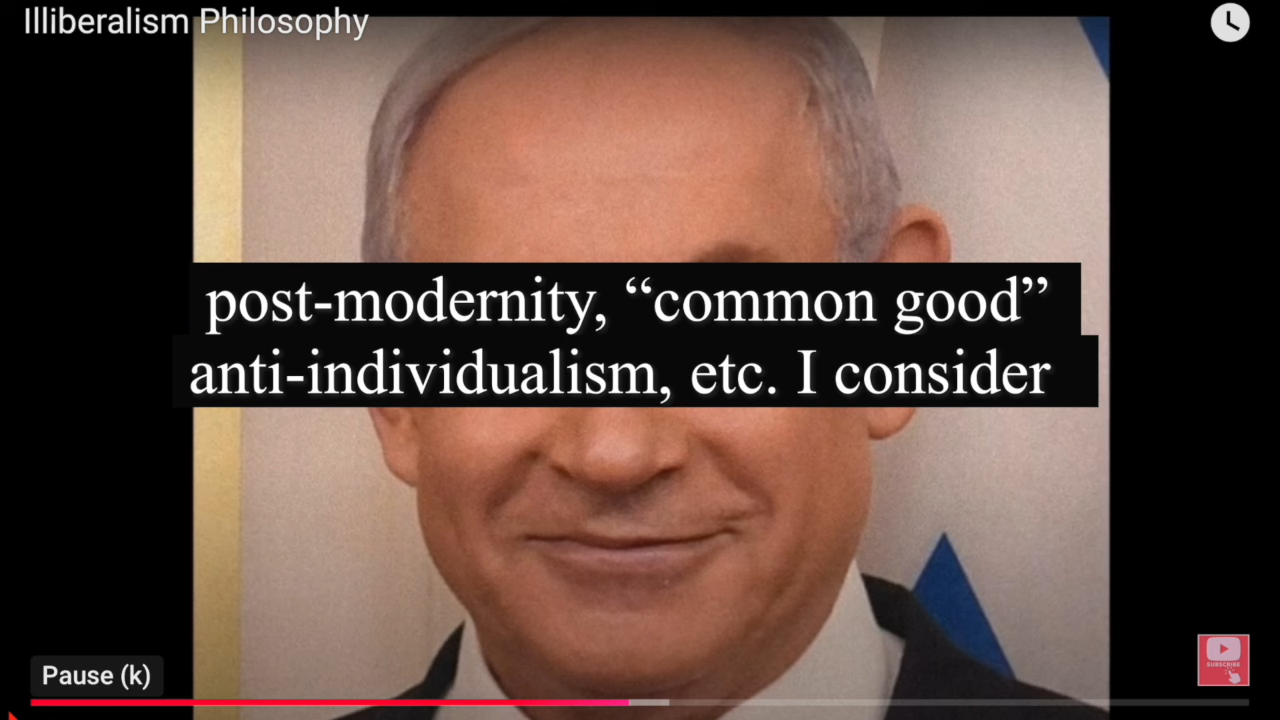 Illiberalism Philosophy
post-modernity, “common good”
anti-individualism, etc. I consider
Pause (k)
SUBSCRIBE